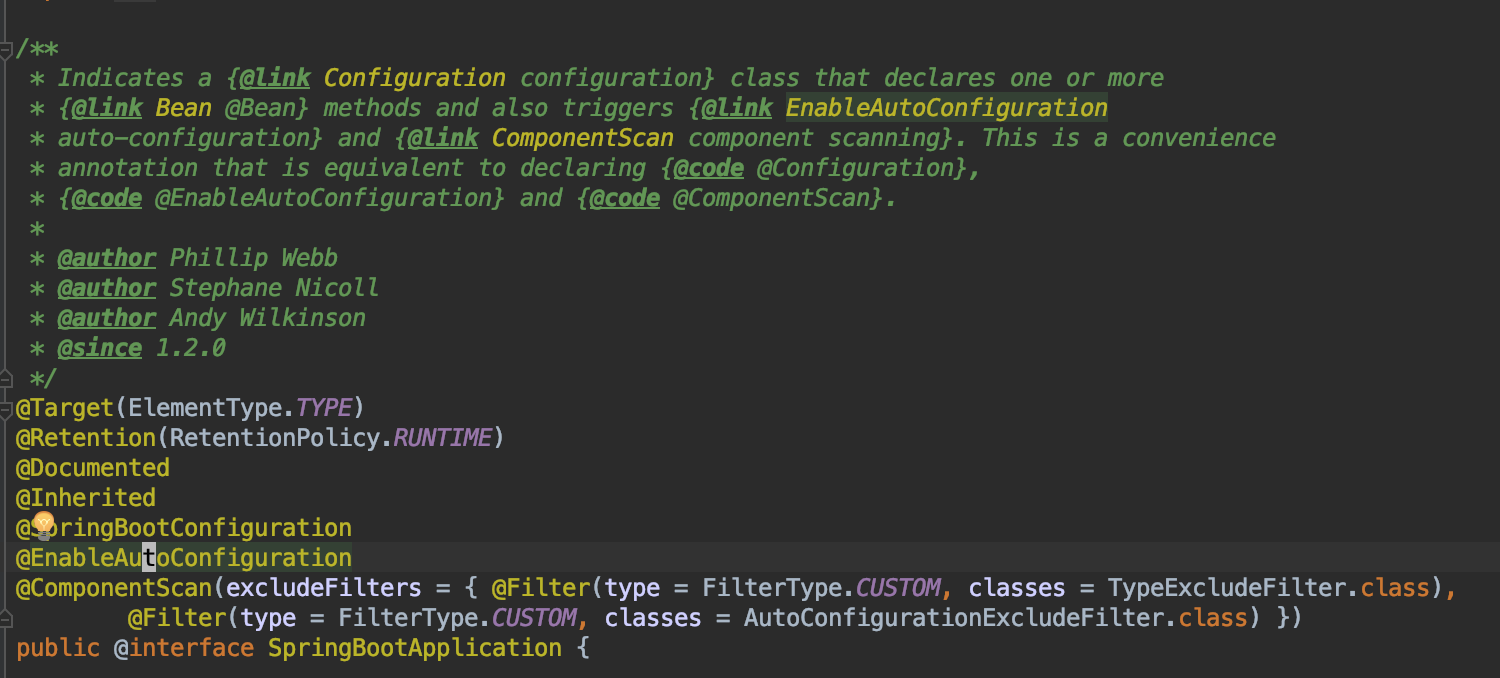 /**
* Indicates a {@link Configuration configuration} class that declares one or more
* {@link Bean @Bean} methods and also triggers {@link EnableAutoConfiguration
* auto-configuration} and {@link ComponentScan component scanning}. This is a convenience
* annotation that is equivalent to declaring {@code @Configuration},
* {@code @EnableAutoConfiguration} and {@code @ComponentScan}.
*
* @author Phillip Webb
* @author Stephane Nicoll
* @author Andy Wilkinson
* @since 1.2.0
*/
@Target(ElementType.TYPE)
@Retention(RetentionPolicy.RUNTIME)
@Documented
@Inherited
@SpringBootConfiguration
@EnableAutoConfiguration
@ComponentScan(excludeFilters = { @Filter(type = FilterType.CUSTOM, classes = TypeExcludeFilter.class),
@Filter(type = FilterType.CUSTOM, classes = AutoConfigurationExcludeFilter.class) })
public @interface SpringBootApplication {